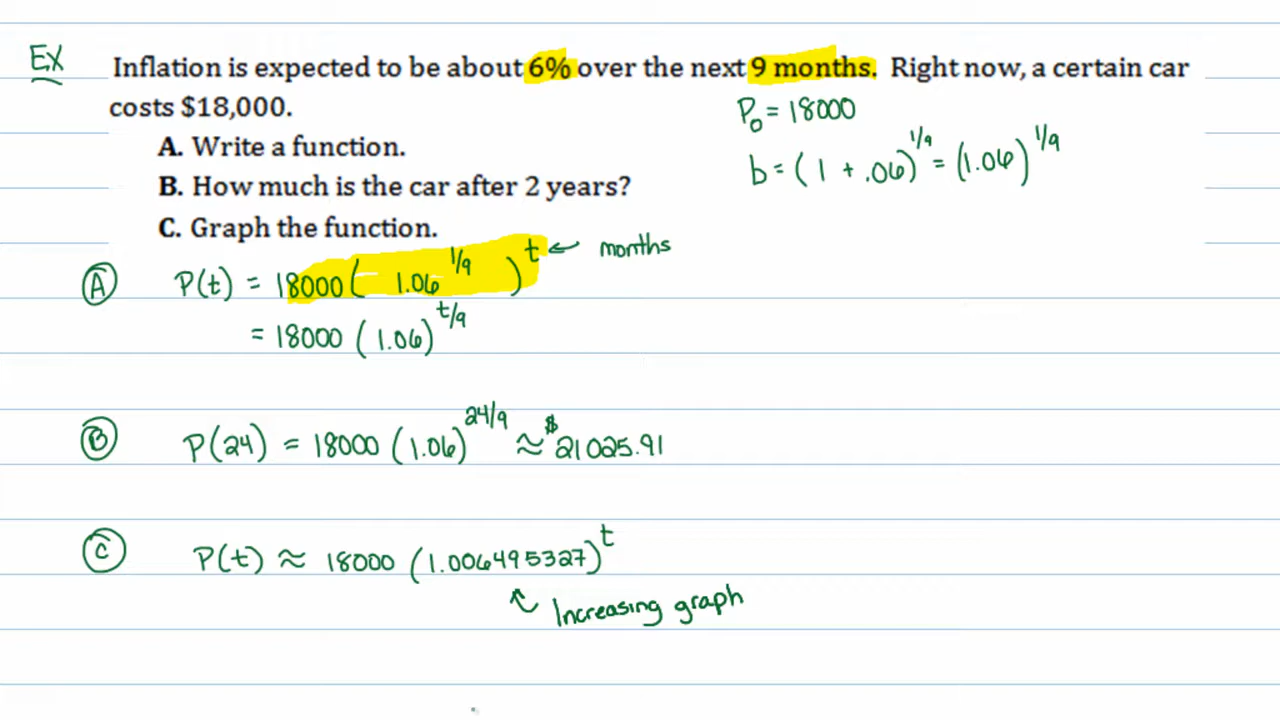 EX Inflation is expected to be about 6% over the next 9 months. Right now, a certain car
costs $18,000.
P₀ = 18000
A. Write a function.
b = (1 + .06)^1/9 = (1.06)^1/9
B. How much is the car after 2 years?
C. Graph the function.
A P(t) = 18000( 1.06^1/9 )^t ← months
= 18000 (1.06)^t/9
B P(24) = 18000 (1.06)^24/9 ≈ $21025.91
C P(t) ≈ 18000 (1.006495327)^t
Increasing graph